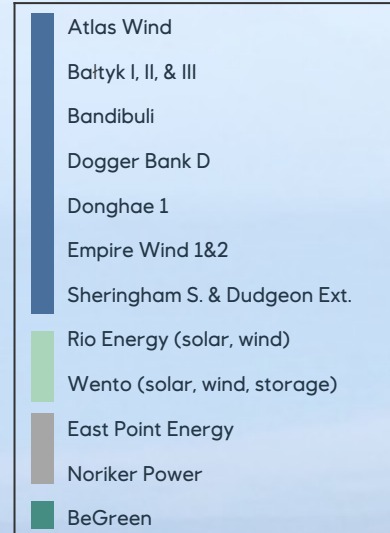 Atlas Wind
Bałtyk I, II, & III
Bandibuli
Dogger Bank D
Donghae 1
Empire Wind 1&2
Sheringham S. & Dudgeon Ext.
Rio Energy (solar, wind)
Wento (solar, wind, storage)
East Point Energy
Noriker Power
BeGreen